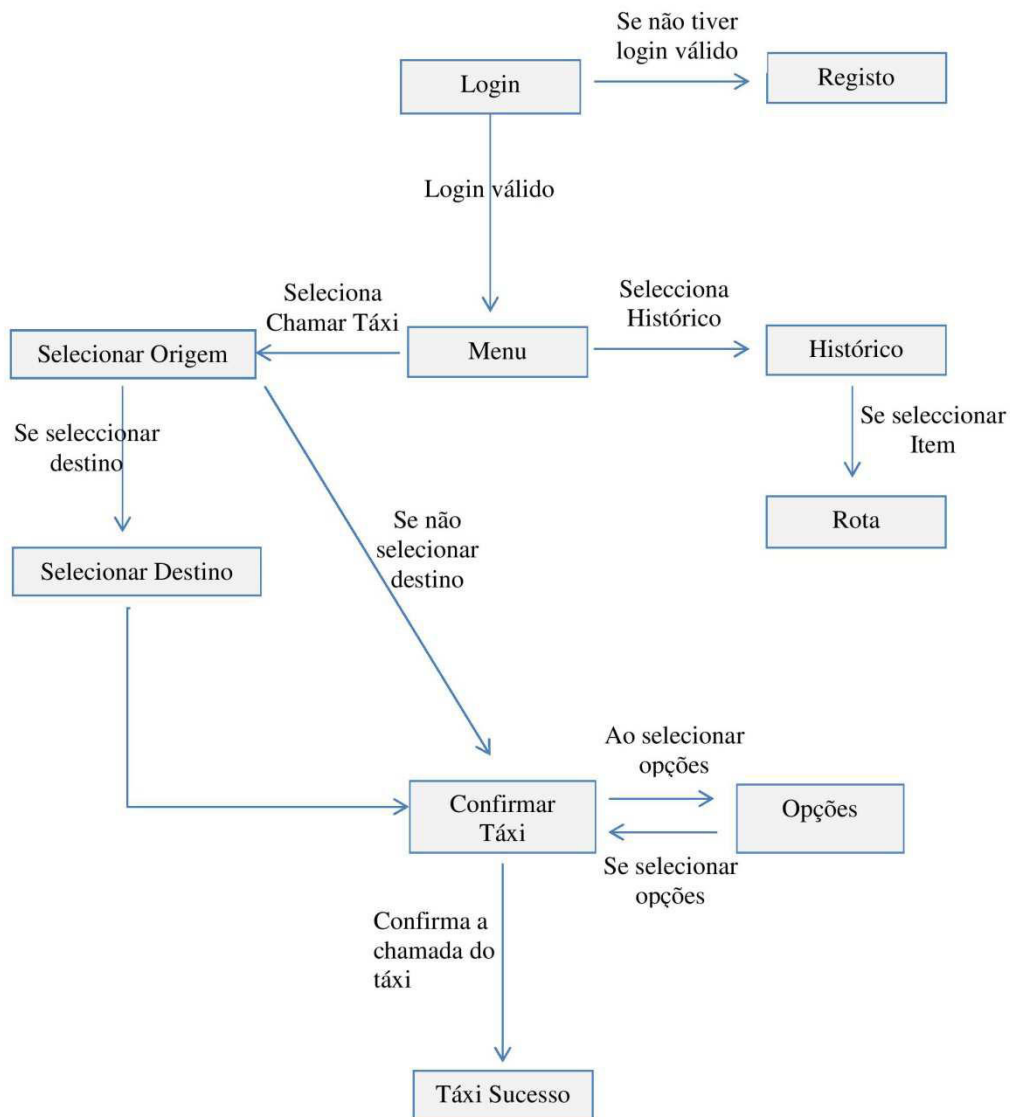 Se não tiver
login válido
Login
Registo
Login válido
Seleciona
Chamar Táxi
Selecciona
Histórico
Selecionar Origem
Menu
Histórico
Se seleccionar
destino
Se seleccionar
Item
Se não
selecionar
destino
Rota
Selecionar Destino
Ao selecionar
opções
Confirmar
Táxi
Opções
Se selecionar
opções
Confirma a
chamada do
táxi
Táxi Sucesso